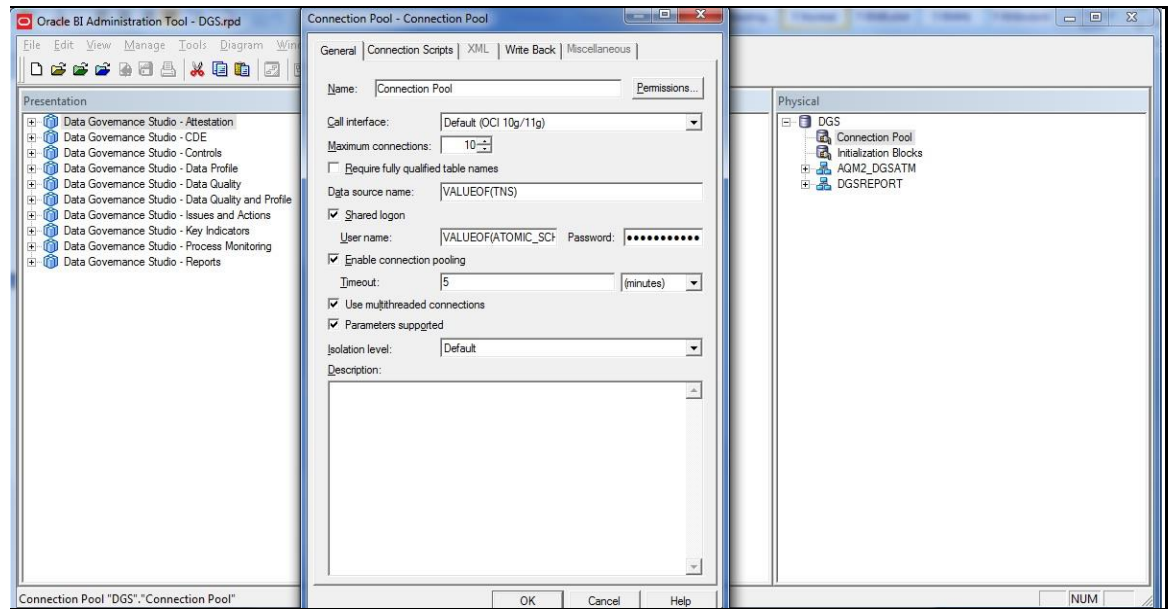 Oracle BI Administration Tool - DGS.rpd
File Edit View Manage Tools Diagram
Presentation
Data Governance Studio - Attestation
Data Governance Studio - CDE
Data Governance Studio - Controls
Data Governance Studio - Data Profile
Data Governance Studio - Data Quality
Data Governance Studio - Data Quality and Profile
Data Governance Studio - Issues and Actions
Data Governance Studio - Key Indicators
Data Governance Studio - Process Monitoring
Data Governance Studio - Reports
Connection Pool - Connection Pool
General Connection Scripts XML Write Back Miscellaneous
Name: Connection Pool Permissions...
Call interface: Default (OCI 10g/11g)
Maximum connections: 10
Require fully qualified table names
Data source name: VALUEOF(TNS)
Shared logon
User name: VALUEOF(ATOMIC_SCH Password: ●●●●●●●●●●●
Enable connection pooling
Timeout: 5 (minutes)
Use multithreaded connections
Parameters supported
Isolation level: Default
Description:
OK Cancel Help
Physical
DGS
Connection Pool
Initialization Blocks
AQM2_DGSATM
DGSREPORT
Connection Pool "DGS"."Connection Pool"
NUM